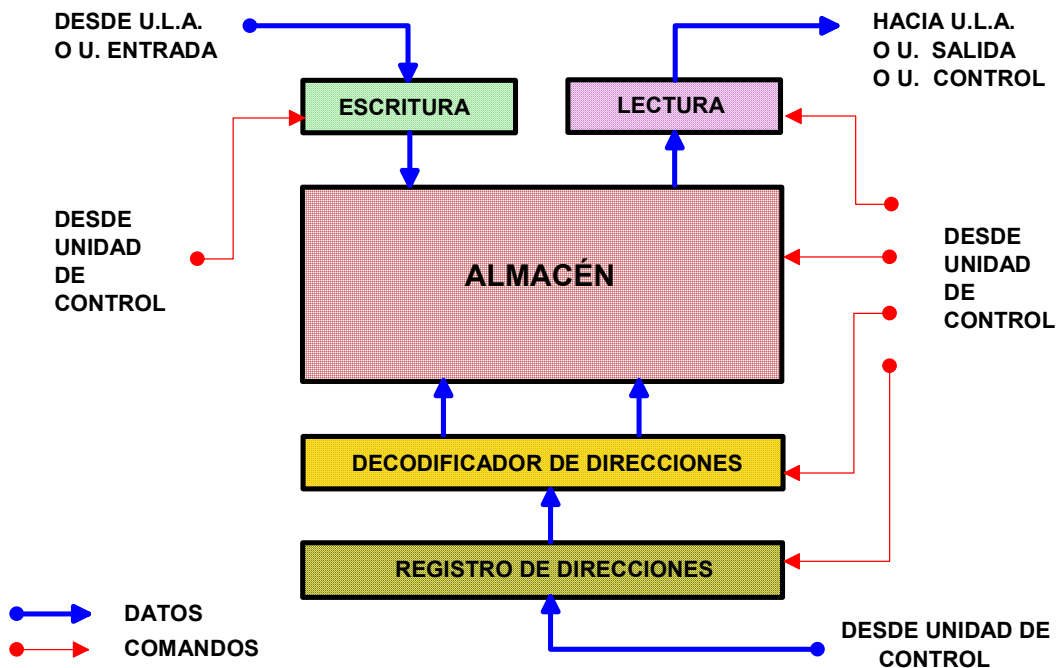 DESDE U.L.A.
O U. ENTRADA
HACIA U.L.A.
O U. SALIDA
O U. CONTROL
ESCRITURA
LECTURA
DESDE
UNIDAD
DE
CONTROL
ALMACÉN
DESDE
UNIDAD
DE
CONTROL
DECODIFICADOR DE DIRECCIONES
REGISTRO DE DIRECCIONES
DATOS
COMANDOS
DESDE UNIDAD DE
CONTROL